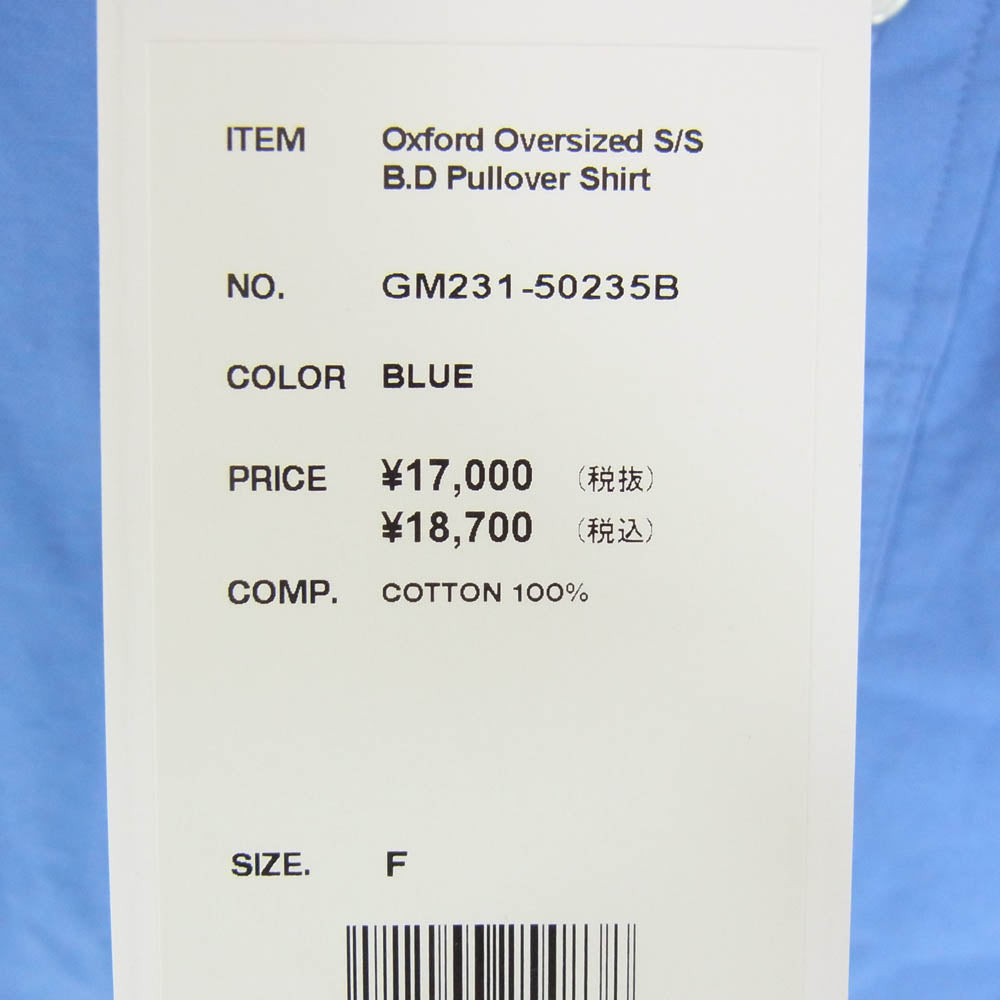 ITEM Oxford Oversized S/S
B.D Pullover Shirt
NO. GM231-50235B
COLOR BLUE
PRICE ¥17,000 (税抜)
¥18,700 (税込)
COMP. COTTON 100%
SIZE. F